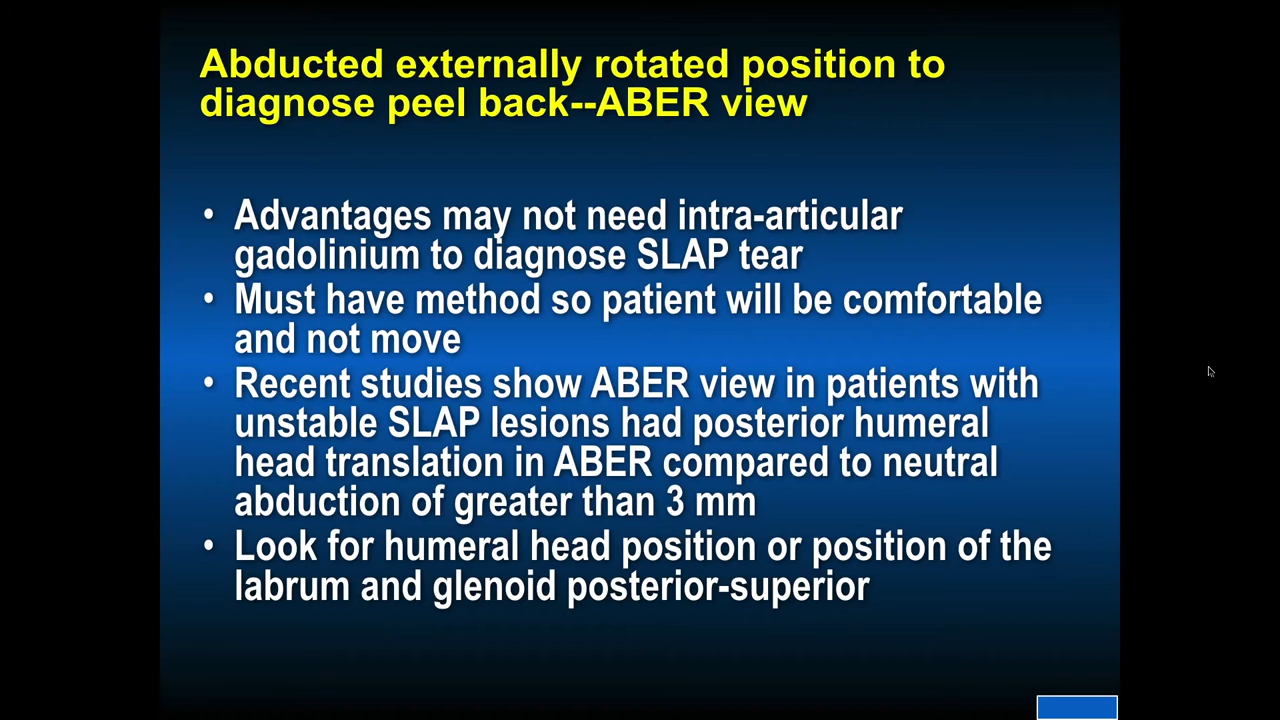 Abducted externally rotated position to
diagnose peel back--ABER view
• Advantages may not need intra-articular
gadolinium to diagnose SLAP tear
• Must have method so patient will be comfortable
and not move
• Recent studies show ABER view in patients with
unstable SLAP lesions had posterior humeral
head translation in ABER compared to neutral
abduction of greater than 3 mm
• Look for humeral head position or position of the
labrum and glenoid posterior-superior